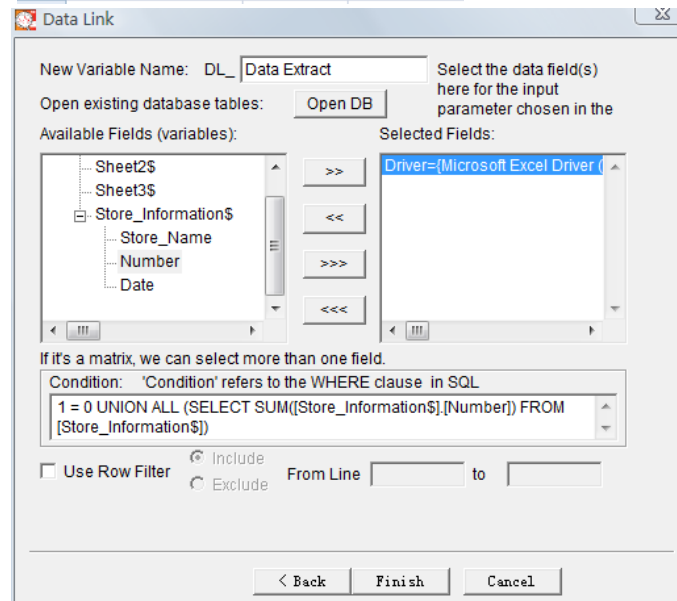 Data Link
New Variable Name: DL_ Data Extract
Select the data field(s)
here for the input
parameter chosen in the
Open existing database tables: Open DB
Available Fields (variables): Selected Fields:
Sheet2$
Sheet3$
Store_Information$
Store_Name
Number
Date
>>
<<
>>>
<<<
Driver={Microsoft Excel Driver (
If it's a matrix, we can select more than one field.
Condition: 'Condition' refers to the WHERE clause in SQL
1 = 0 UNION ALL (SELECT SUM([Store_Information$].[Number]) FROM
[Store_Information$])
Use Row Filter
Include
Exclude
From Line to
< Back Finish Cancel